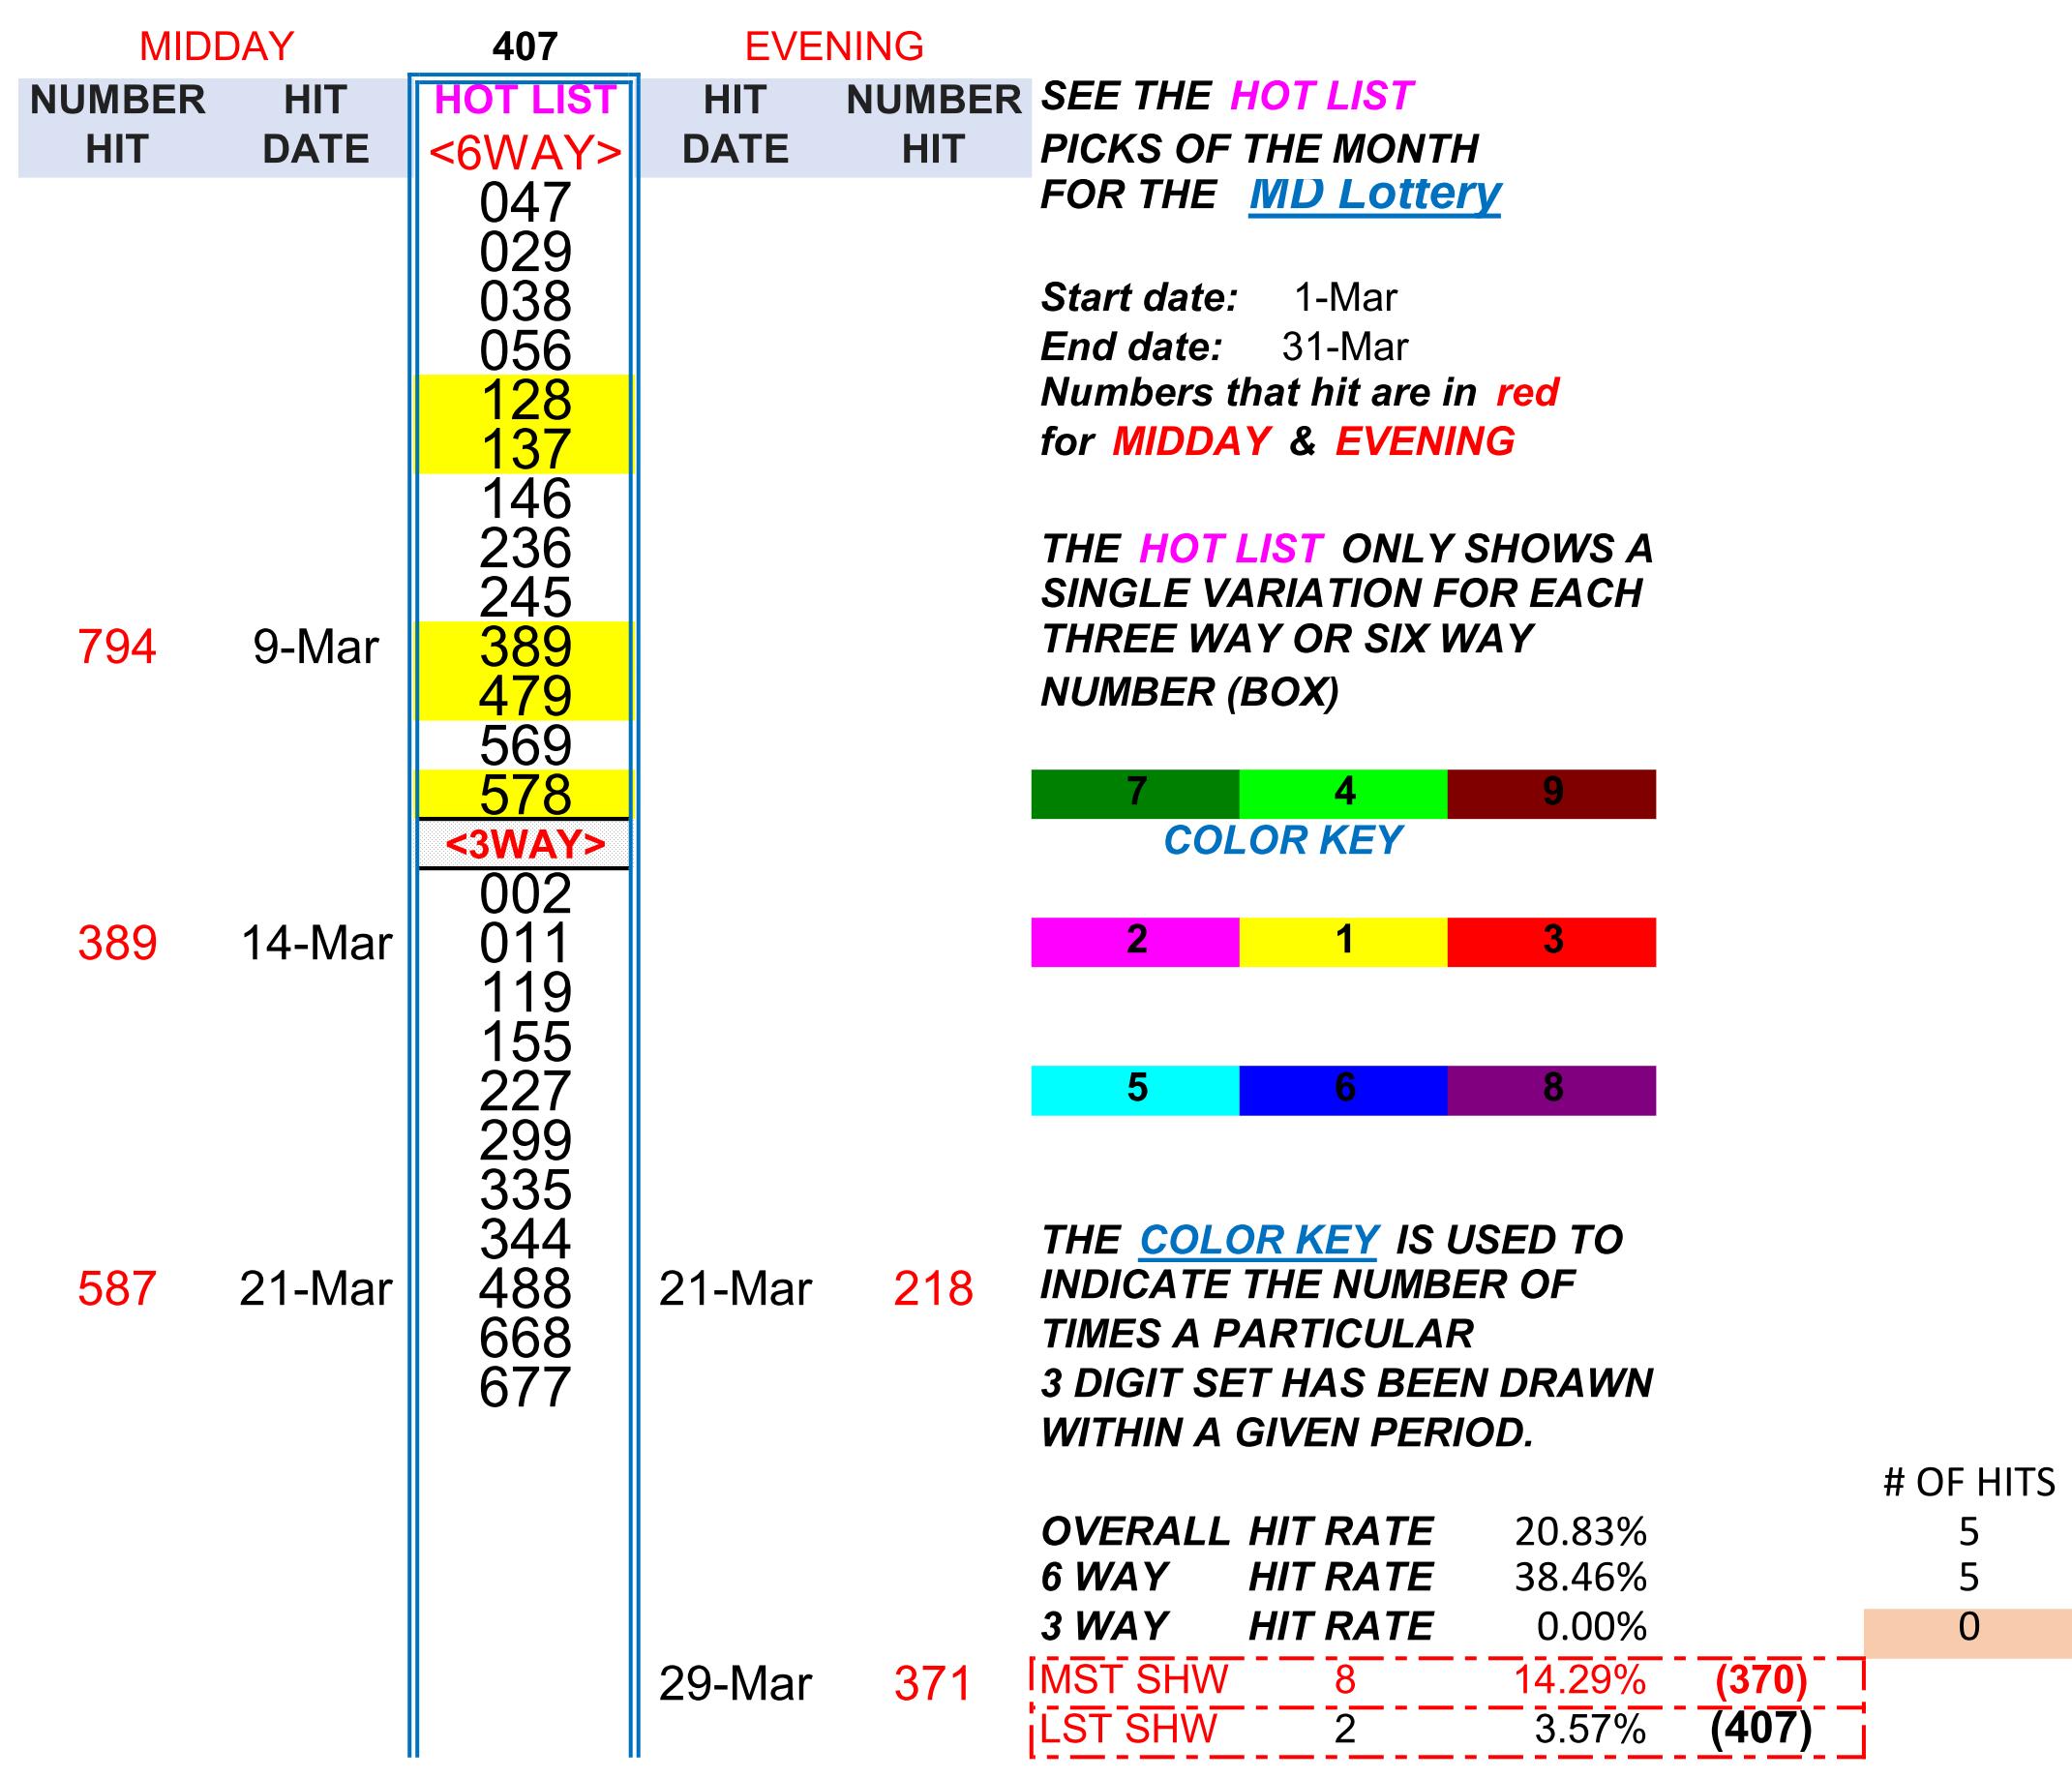 MIDDAY 407 EVENING
NUMBER HIT HOT LIST HIT NUMBER SEE THE HOT LIST
HIT DATE <6WAY> DATE HIT PICKS OF THE MONTH
047 FOR THE MD Lottery
029
038 Start date: 1-Mar
056 End date: 31-Mar
128 Numbers that hit are in red
137 for MIDDAY & EVENING
146
236 THE HOT LIST ONLY SHOWS A
245 SINGLE VARIATION FOR EACH
794 9-Mar 389 THREE WAY OR SIX WAY
479 NUMBER (BOX)
569
578 7 4 9
<3WAY> COLOR KEY
002
389 14-Mar 011 2 1 3
119
155
227 5 6 8
299
335
344 THE COLOR KEY IS USED TO
587 21-Mar 488 21-Mar 218 INDICATE THE NUMBER OF
668 TIMES A PARTICULAR
677 3 DIGIT SET HAS BEEN DRAWN
WITHIN A GIVEN PERIOD.
# OF HITS
OVERALL HIT RATE 20.83% 5
6 WAY HIT RATE 38.46% 5
3 WAY HIT RATE 0.00% 0
29-Mar 371 MST SHW 8 14.29% (370)
LST SHW 2 3.57% (407)